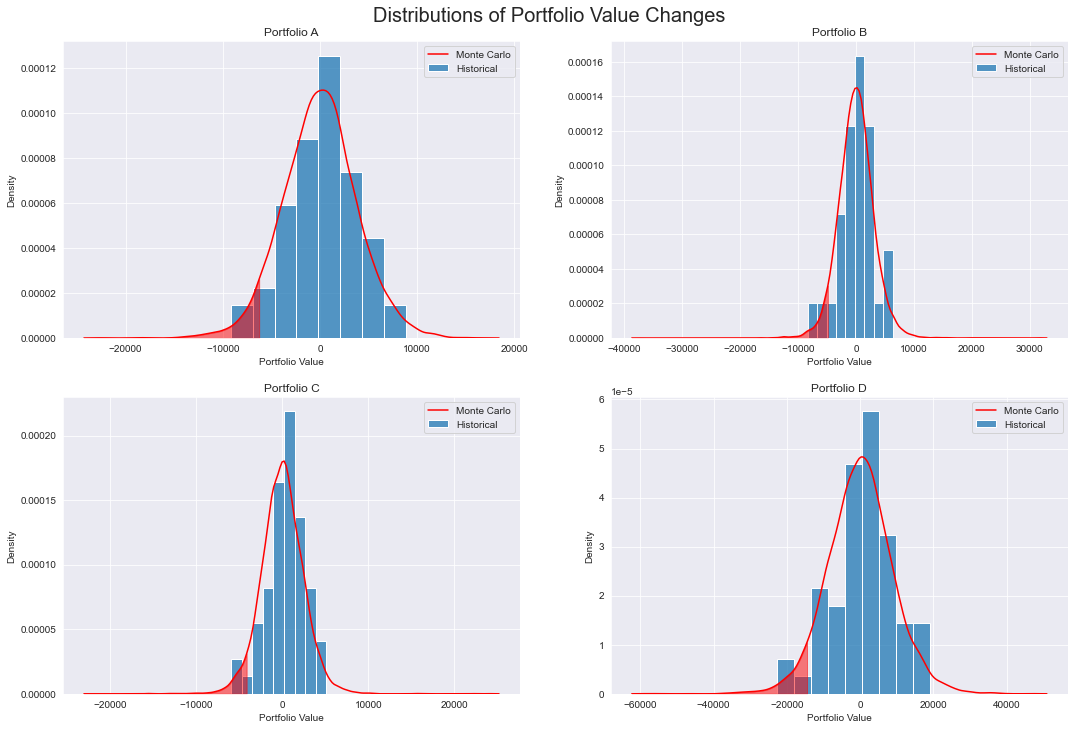 Distributions of Portfolio Value Changes
Portfolio A
Density
0.00012
0.00010
0.00008
0.00006
0.00004
0.00002
0.00000
Monte Carlo
Historical
−20000 −10000 0 10000 20000
Portfolio Value
Portfolio B
Density
0.00016
0.00014
0.00012
0.00010
0.00008
0.00006
0.00004
0.00002
0.00000
Monte Carlo
Historical
−40000 −30000 −20000 −10000 0 10000 20000 30000
Portfolio Value
Portfolio C
Density
0.00020
0.00015
0.00010
0.00005
0.00000
Monte Carlo
Historical
−20000 −10000 0 10000 20000
Portfolio Value
Portfolio D
1e−5
Density
6
5
4
3
2
1
0
Monte Carlo
Historical
−60000 −40000 −20000 0 20000 40000
Portfolio Value